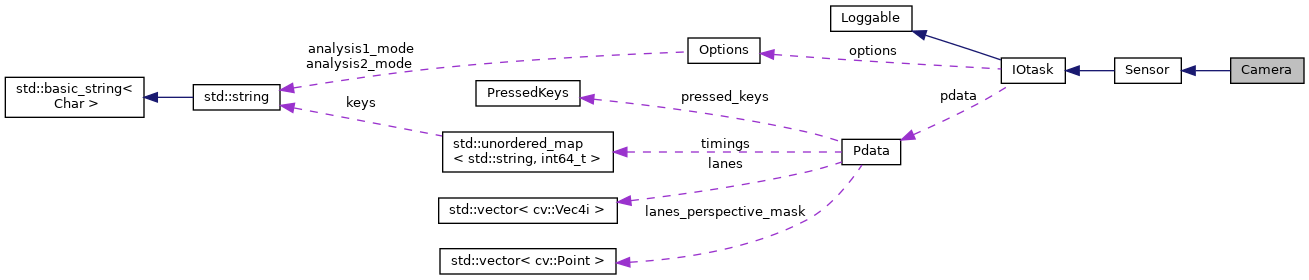 Loggable
analysis1_mode
analysis2_mode
Options
options
IOtask
Sensor
Camera
std::basic_string<
Char >
std::string
keys
PressedKeys
pressed_keys
pdata
std::unordered_map
< std::string, int64_t >
timings
Pdata
lanes
std::vector< cv::Vec4i >
lanes_perspective_mask
std::vector< cv::Point >